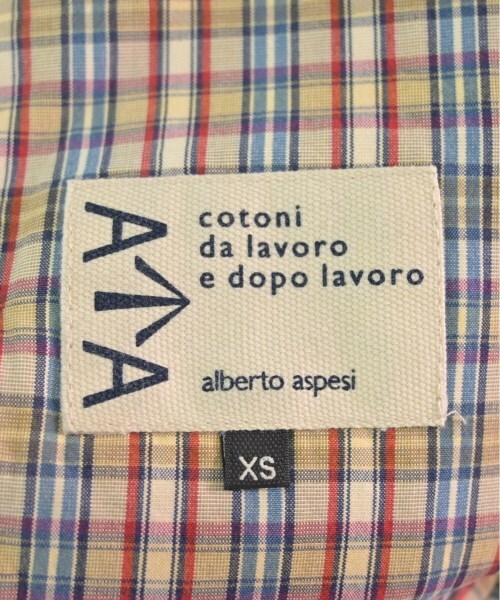 A A
cotoni
da lavoro
e dopo lavoro
alberto aspesi
XS